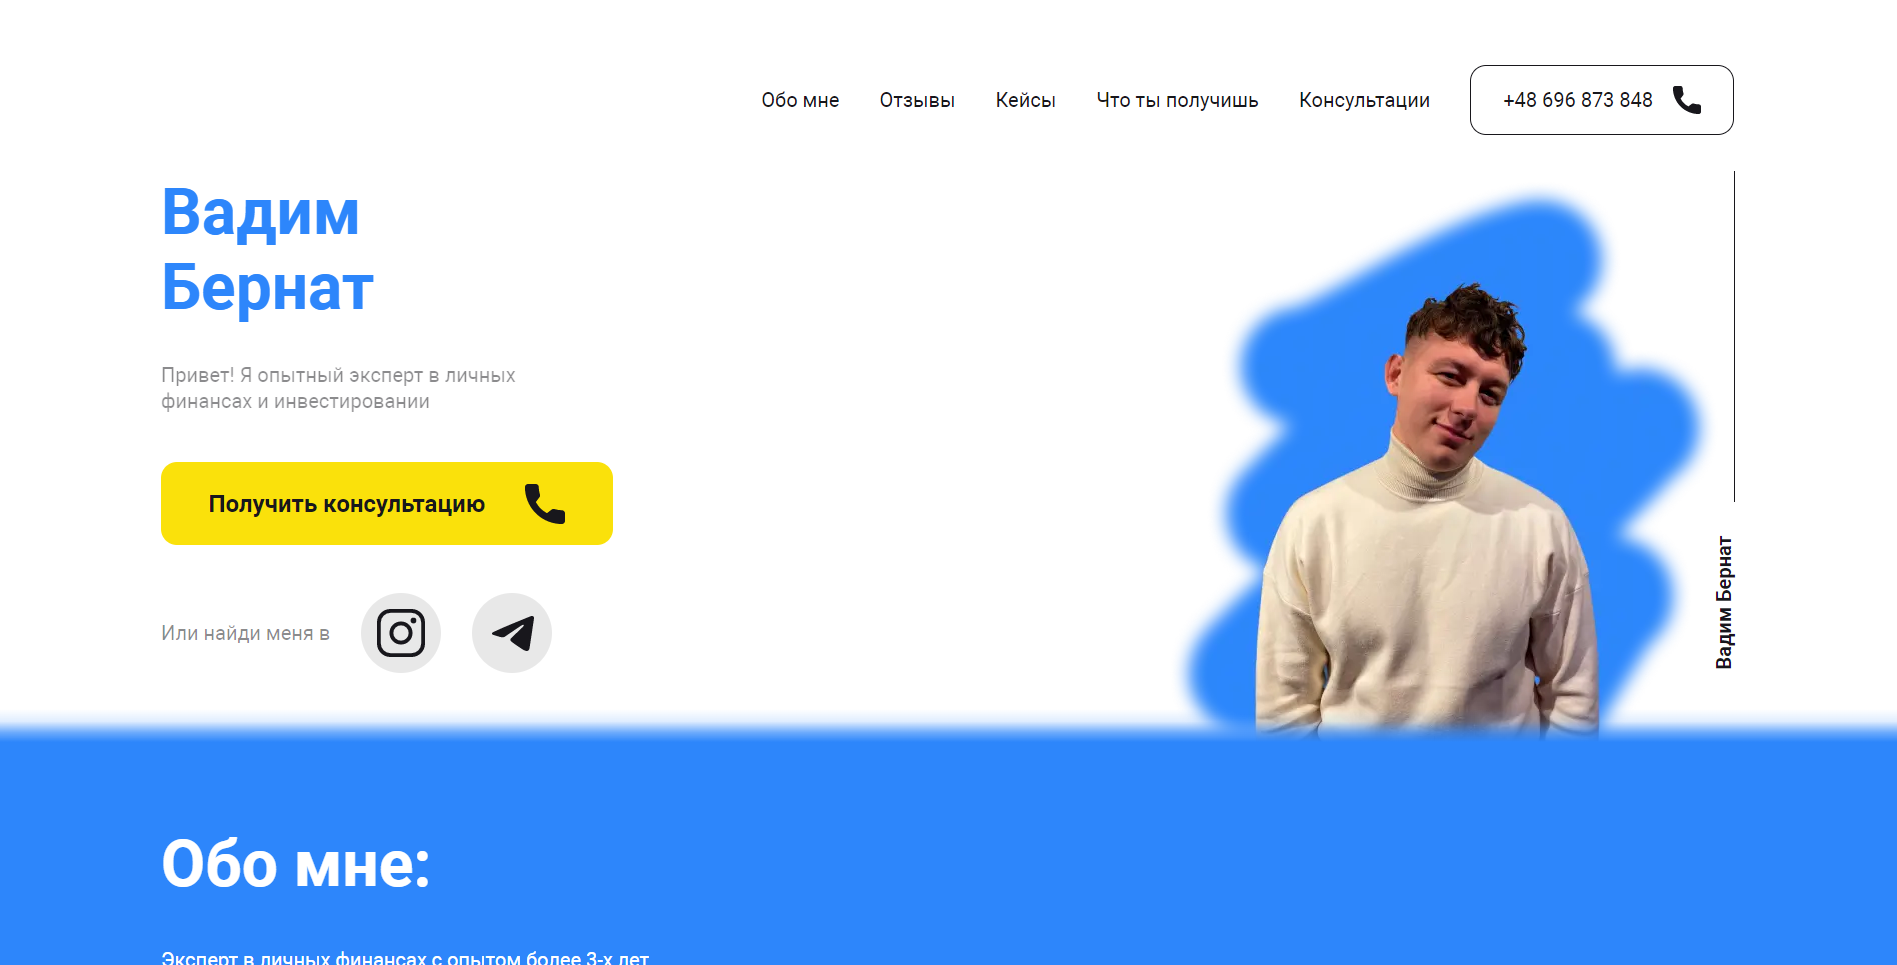 Обо мне
Отзывы
Кейсы
Что ты получишь
Консультации
+48 696 873 848
Вадим
Бернат
Привет! Я опытный эксперт в личных
финансах и инвестировании
Получить консультацию
Или найди меня в
Вадим Бернат
Обо мне:
Эксперт в личных финансах с опытом более 3-х лет